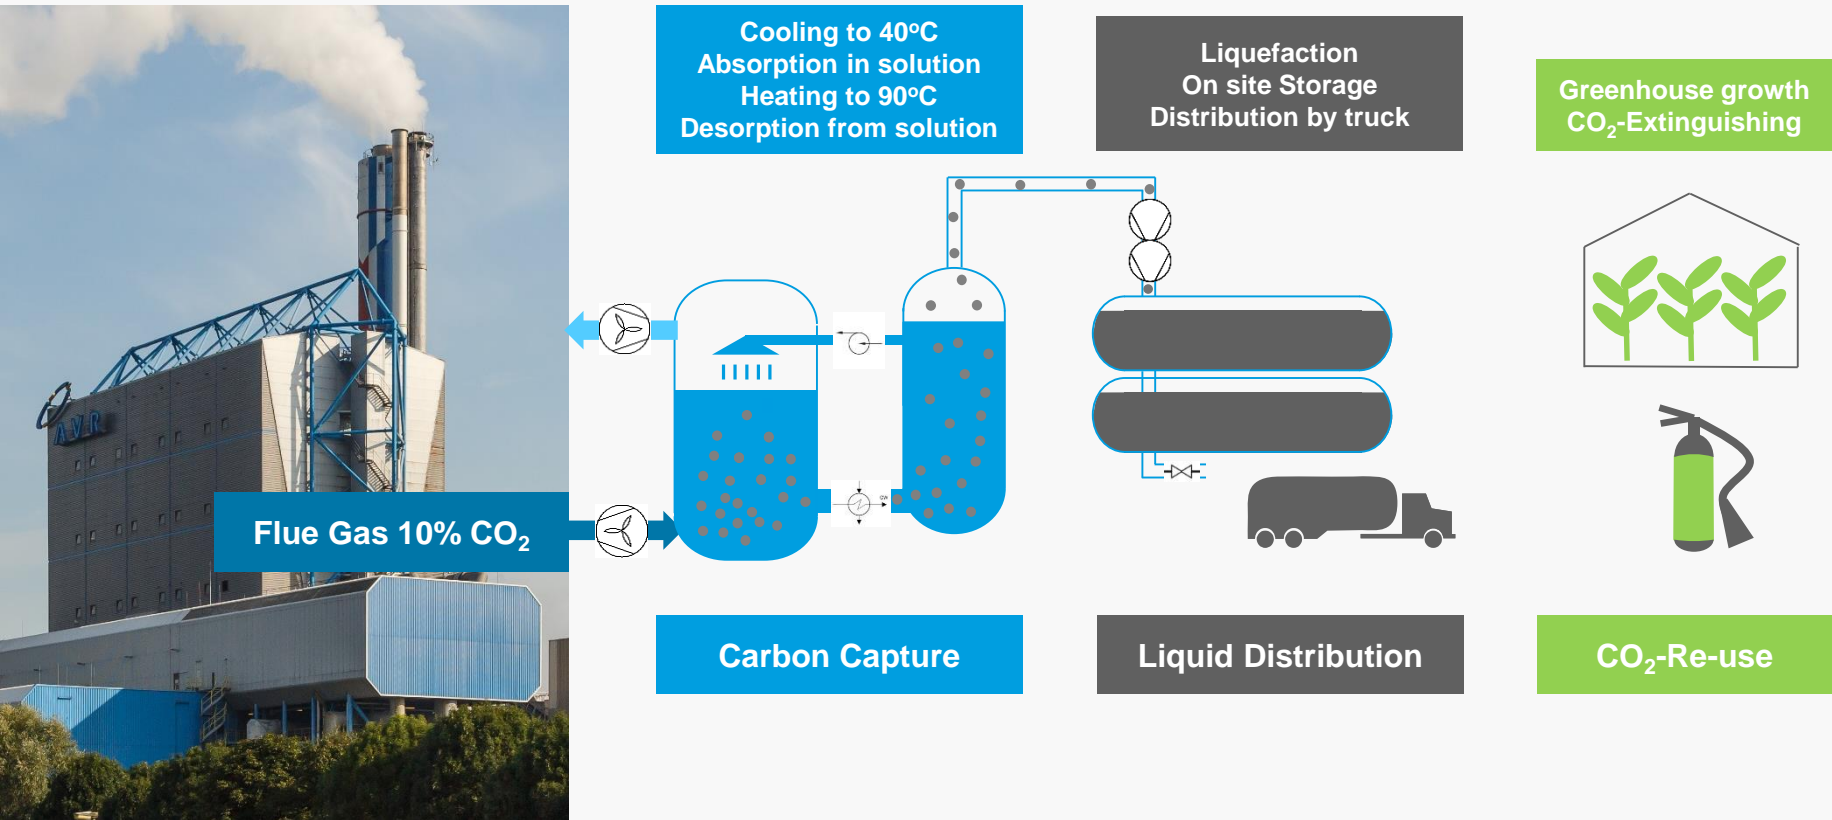 Cooling to 40°C
Absorption in solution
Heating to 90°C
Desorption from solution
Liquefaction
On site Storage
Distribution by truck
Greenhouse growth
CO₂-Extinguishing
AVR
Flue Gas 10% CO₂
Carbon Capture
Liquid Distribution
CO₂-Re-use